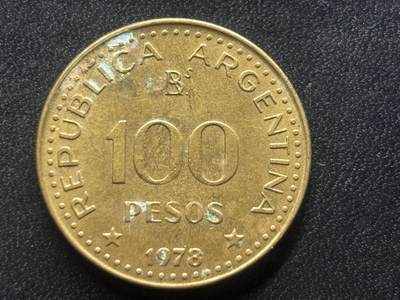 REPUBLICA ARGENTINA
Bs
100
PESOS
1978